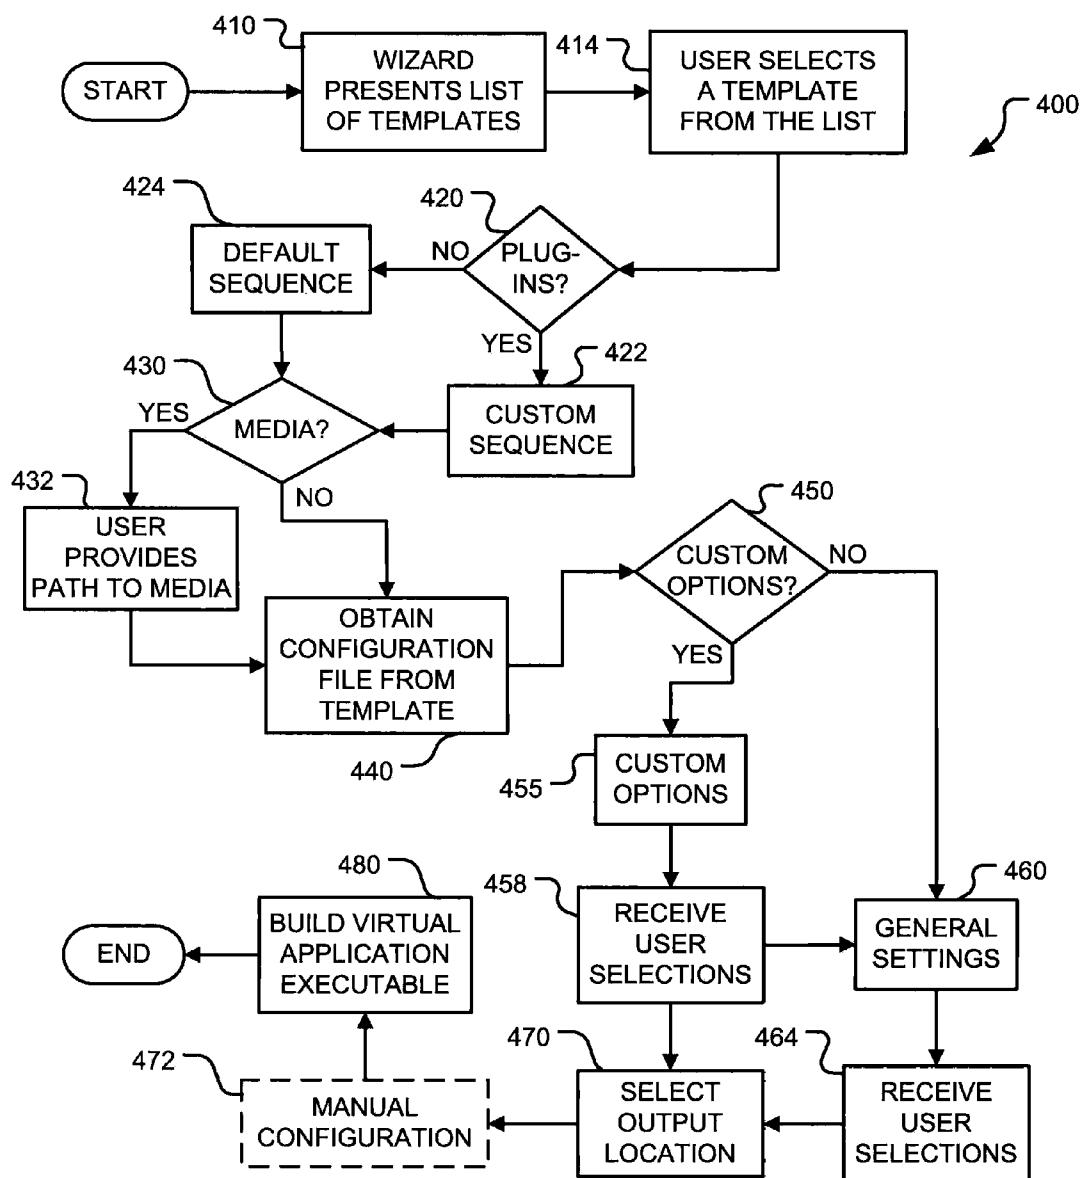 410
WIZARD
PRESENTS LIST
OF TEMPLATES
414
USER SELECTS
A TEMPLATE
FROM THE LIST
START
400
424
DEFAULT
SEQUENCE
420
NO
PLUG-
INS?
YES
422
CUSTOM
SEQUENCE
430
YES
MEDIA?
NO
432
USER
PROVIDES
PATH TO MEDIA
OBTAIN
CONFIGURATION
FILE FROM
TEMPLATE
440
450
CUSTOM
OPTIONS?
NO
YES
455
CUSTOM
OPTIONS
458
RECEIVE
USER
SELECTIONS
460
GENERAL
SETTINGS
464
RECEIVE
USER
SELECTIONS
470
SELECT
OUTPUT
LOCATION
472
MANUAL
CONFIGURATION
480
BUILD VIRTUAL
APPLICATION
EXECUTABLE
END